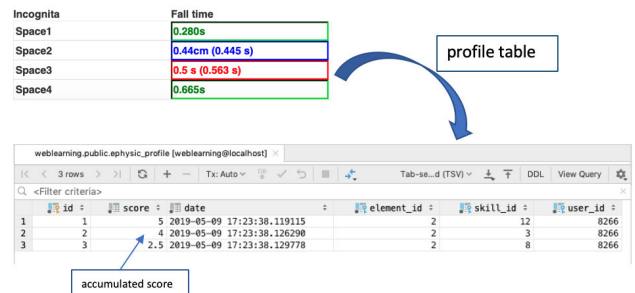 Incognita Fall time
Space1 0.280s
Space2 0.44cm (0.445 s)
Space3 0.5 s (0.563 s)
Space4 0.665s
profile table
weblearning.public.ephysic_profile [weblearning@localhost] ×
3 rows Tx: Auto Tab-se...d (TSV) DDL View Query
<Filter criteria>
id score date element_id skill_id user_id
1 1 5 2019-05-09 17:23:38.119115 2 12 8266
2 2 4 2019-05-09 17:23:38.126290 2 3 8266
3 3 2.5 2019-05-09 17:23:38.129778 2 8 8266
accumulated score